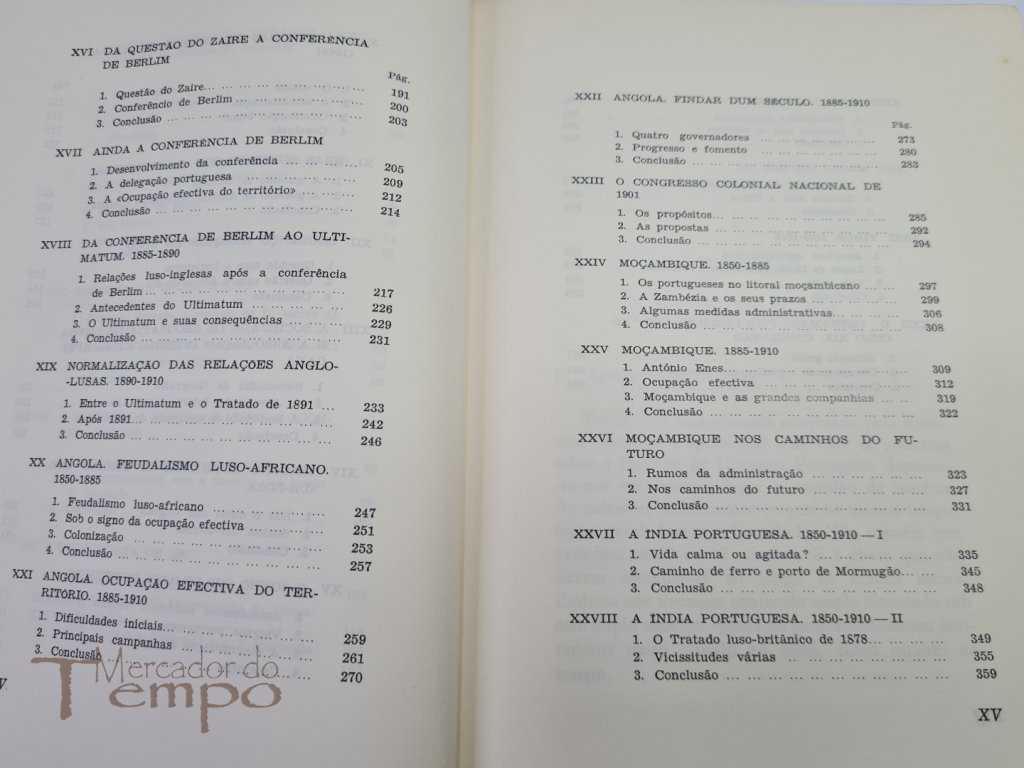 XVI DA QUESTÃO DO ZAIRE A CONFERÊNCIA
DE BERLIM
Pág.
1. Questão do Zaire... ... ... ... ... ... ... ... 191
2. Conferêncio de Berlim ... ... ... ... ... ... 200
3. Conclusão ... ... ... ... ... ... ... ... ... 203
XVII AINDA A CONFERÊNCIA DE BERLIM
1. Desenvolvimento da conferência ... ... ... 205
2. A delegação portuguesa ... ... ... ... ... 209
3. A «Ocupação efectiva do território» ... ... 212
4. Conclusão ... ... ... ... ... ... ... ... 214
XVIII DA CONFERÊNCIA DE BERLIM AO ULTI-
MATUM. 1885-1890
1. Relações luso-inglesas após a conferência
de Berlim... ... ... ... ... ... ... ... 217
2. Antecedentes do Ultimatum ... ... ... ... 226
3. O Ultimatum e suas consequências ... ... 229
4. Conclusão ... ... ... ... ... ... ... ... 231
XIX NORMALIZAÇÃO DAS RELAÇÕES ANGLO-
-LUSAS. 1890-1910
1. Entre o Ultimatum e o Tratado de 1891 ... 233
2. Após 1891... ... ... ... ... ... ... ... 242
3. Conclusão ... ... ... ... ... ... ... ... 246
XX ANGOLA. FEUDALISMO LUSO-AFRICANO.
1850-1885
1. Feudalismo luso-africano ... ... ... ... 247
2. Sob o signo da ocupação efectiva ... ... ... 251
3. Colonização ... ... ... ... ... ... ... 253
4. Conclusão ... ... ... ... ... ... ... ... 257
XXI ANGOLA. OCUPAÇÃO EFECTIVA DO TER-
RITÓRIO. 1885-1910
1. Dificuldades iniciais... ... ... ... ... ... 259
2. Principais campanhas ... ... ... ... ... 261
3. Conclusão ... ... ... ... ... ... ... ... 270
V
Mercador do
Tempo
XXII ANGOLA. FINDAR DUM SÉCULO. 1885-1910
Pág.
1. Quatro governadores ... ... ... ... ... 273
2. Progresso e fomento ... ... ... ... ... 280
3. Conclusão ... ... ... ... ... ... ... ... 283
XXIII O CONGRESSO COLONIAL NACIONAL DE
1901
1. Os propósitos... ... ... ... ... ... ... ... 285
2. As propostas ... ... ... ... ... ... ... ... 292
3. Conclusão ... ... ... ... ... ... ... ... 294
XXIV MOÇAMBIQUE. 1850-1885
1. Os portugueses no litoral moçambicano ... ... 297
2. A Zambézia e os seus prazos ... ... ... ... 299
3. Algumas medidas administrativas... ... ... 306
4. Conclusão ... ... ... ... ... ... ... ... 308
XXV MOÇAMBIQUE. 1885-1910
1. António Enes... ... ... ... ... ... ... ... 309
2. Ocupação efectiva ... ... ... ... ... ... 312
3. Moçambique e as grandes companhias ... ... 319
4. Conclusão ... ... ... ... ... ... ... ... 322
XXVI MOÇAMBIQUE NOS CAMINHOS DO FU-
TURO
1. Rumos da administração ... ... ... ... ... 323
2. Nos caminhos do futuro ... ... ... ... ... 327
3. Conclusão ... ... ... ... ... ... ... ... 331
XXVII A ÍNDIA PORTUGUESA. 1850-1910 — I
1. Vida calma ou agitada? ... ... ... ... ... 335
2. Caminho de ferro e porto de Mormugão... ... 345
3. Conclusão ... ... ... ... ... ... ... ... 348
XXVIII A ÍNDIA PORTUGUESA. 1850-1910 — II
1. O Tratado luso-britânico de 1878... ... ... 349
2. Vicissitudes várias ... ... ... ... ... ... 355
3. Conclusão ... ... ... ... ... ... ... ... 359
XV